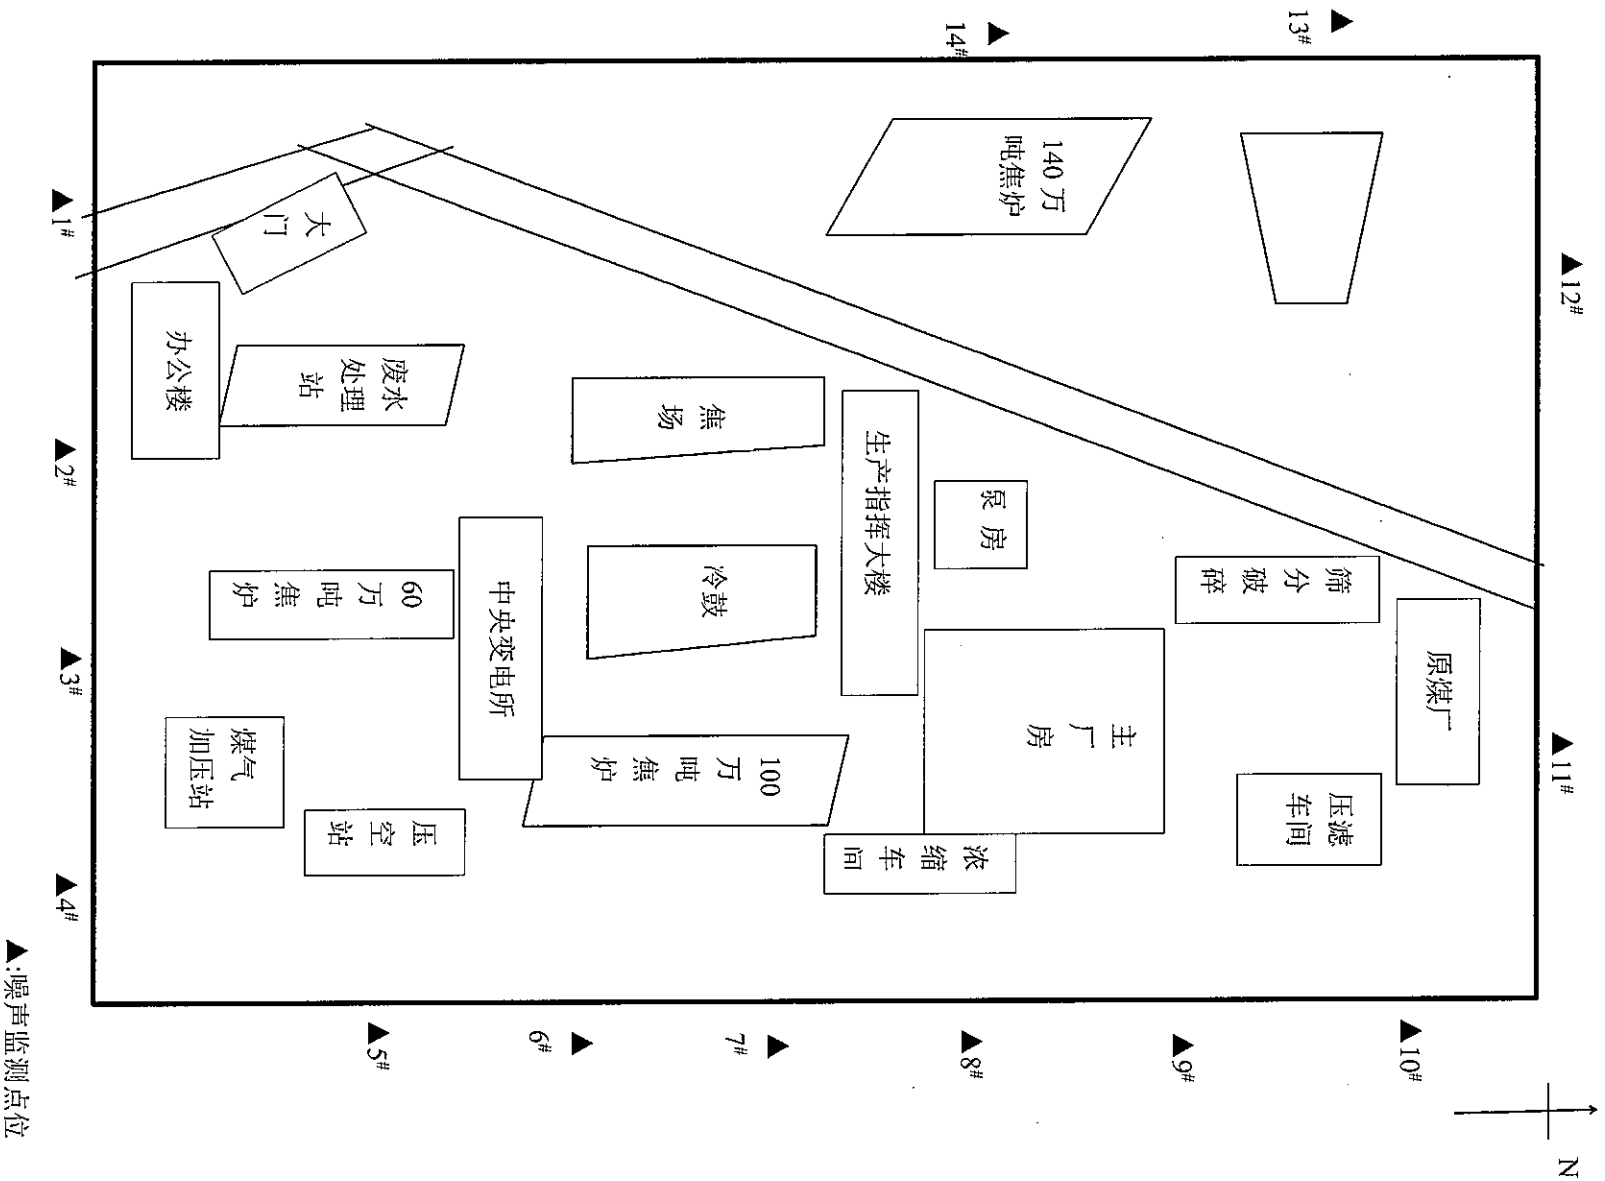 N
12#
11#
10#
13#
原煤厂
筛分破碎
压滤
车间
9#
140万
吨焦炉
主厂房
14#
泵房
浓缩车间
8#
生产指挥大楼
7#
焦场
冷鼓
100万吨焦炉
6#
中央变电所
废水
处理
站
60万吨焦炉
压空站
5#
大门
煤气
加压站
办公楼
1#
2#
3#
4#
▲:噪声监测点位